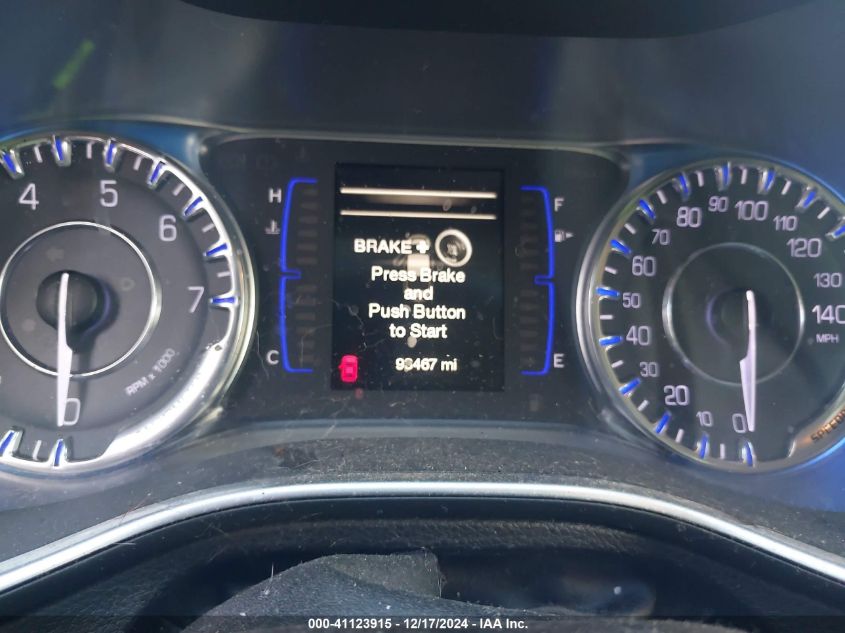 4
5
6
7
0
RPM x 1000
H
C
BRAKE +
Press Brake
and
Push Button
to Start
93467 mi
F
E
0
10
20
30
40
50
60
70
80
90
100
110
120
130
140
MPH
000-41123915 - 12/17/2024 - IAA Inc.